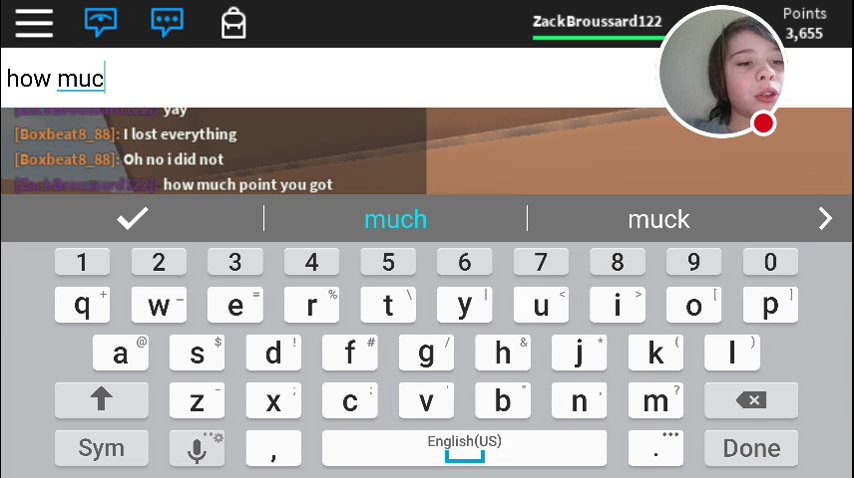 ZackBroussard122
Points
3,655
how muc
yay
[Boxbeat8_88]: I lost everything
[Boxbeat8_88]: Oh no i did not
[ZackBroussard122]: how much point you got
much muck
1 2 3 4 5 6 7 8 9 0
q + w - e = r % t \ y | u < i > o [ p ]
a @ s $ d ! f # g / h & j * k ( l )
z - x ; c : v ' b " n , m ?
Sym , English(US) . Done